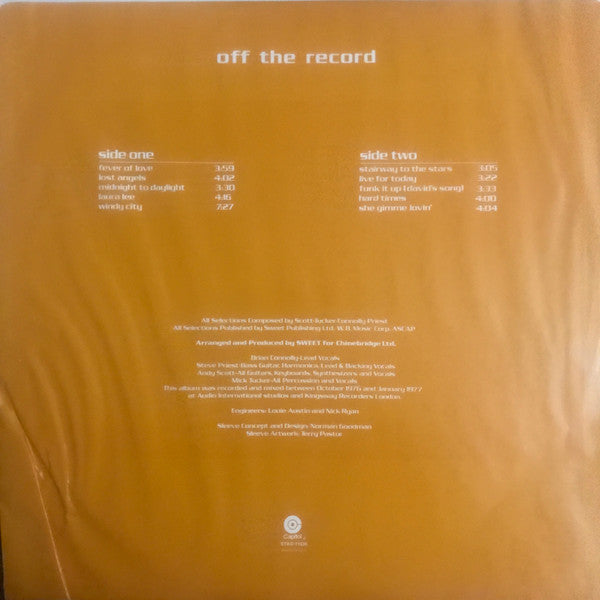 off the record
side one
fever of love 3:59
lost angels 4:02
midnight to daylight 3:30
laura lee 4:16
windy city 7:27
side two
stairway to the stars 3:05
live for today 3:22
funk it up (david's song) 3:33
hard times 4:00
she gimme lovin' 4:04
All Selections Composed by Scott-Tucker-Connolly-Priest
All Selections Published by Sweet Publishing Ltd./W.B. Music Corp. ASCAP
Arranged and Produced by SWEET for Chinebridge Ltd.
Brian Connolly-Lead Vocals
Steve Priest-Bass Guitar, Harmonica, Lead & Backing Vocals
Andy Scott-All Guitars, Keyboards, Synthesizers and Vocals
Mick Tucker-All Percussion and Vocals
This album was recorded and mixed between October 1976 and January 1977
at Audio International studios and Kingsway Recorders London.
Engineers: Louie Austin and Nick Ryan
Sleeve Concept and Design: Norman Goodman
Sleeve Artwork: Terry Pastor
Capitol